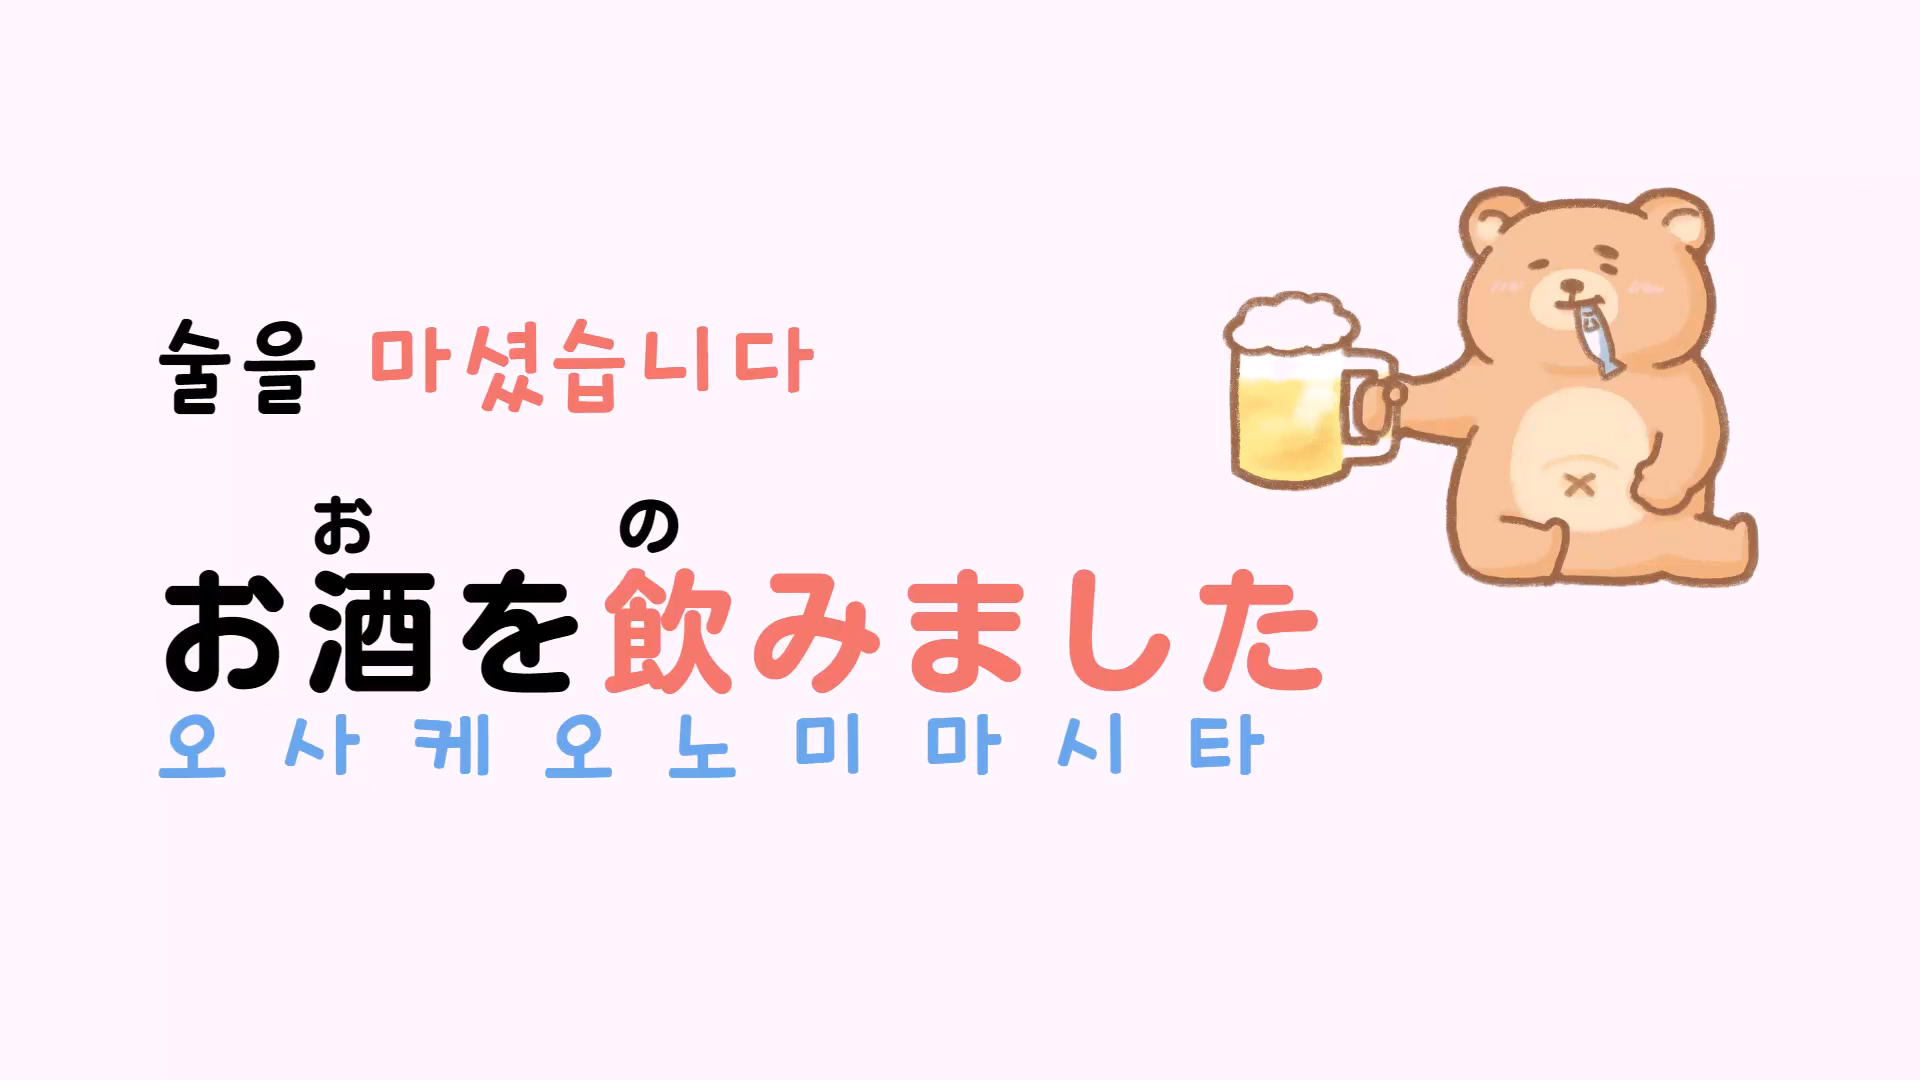 술을 마셨습니다
お の
お酒を飲みました
오사케오노미마시타